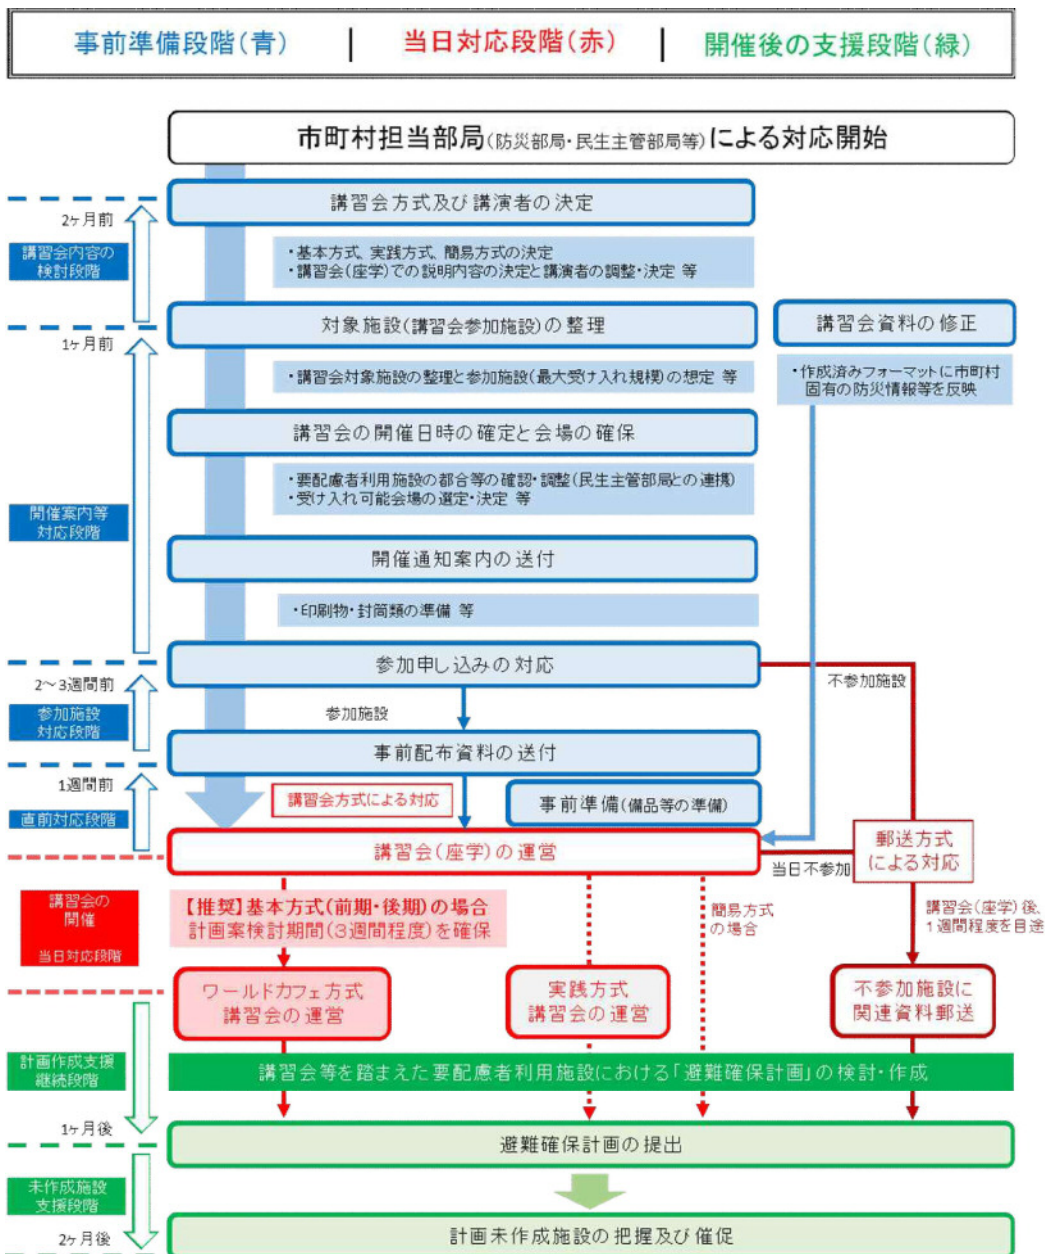 事前準備段階(青) | 当日対応段階(赤) | 開催後の支援段階(緑)
市町村担当部局(防災部局・民生主管部局等)による対応開始
講習会方式及び講演者の決定
2ヶ月前
講習会内容の
検討段階
・基本方式、実践方式、簡易方式の決定
・講習会(座学)での説明内容の決定と講演者の調整・決定 等
対象施設(講習会参加施設)の整理
講習会資料の修正
1ヶ月前
・講習会対象施設の整理と参加施設(最大受け入れ規模)の想定 等
・作成済みフォーマットに市町村
固有の防災情報等を反映
講習会の開催日時の確定と会場の確保
・要配慮者利用施設の都合等の確認・調整(民生主管部局との連携)
・受け入れ可能会場の選定・決定 等
開催案内等
対応段階
開催通知案内の送付
・印刷物・封筒類の準備 等
参加申し込みの対応
不参加施設
2～3週間前
参加施設
対応段階
参加施設
事前配布資料の送付
1週間前
直前対応段階
講習会方式による対応
事前準備(備品等の準備)
講習会(座学)の運営
当日不参加
郵送方式
による対応
講習会の
開催
当日対応段階
【推奨】基本方式(前期・後期)の場合
計画案検討期間(3週間程度)を確保
簡易方式
の場合
講習会(座学)後、
1週間程度を目途
ワールドカフェ方式
講習会の運営
実践方式
講習会の運営
不参加施設に
関連資料郵送
計画作成支援
継続段階
講習会等を踏まえた要配慮者利用施設における「避難確保計画」の検討・作成
1ヶ月後
避難確保計画の提出
未作成施設
支援段階
2ヶ月後
計画未作成施設の把握及び催促